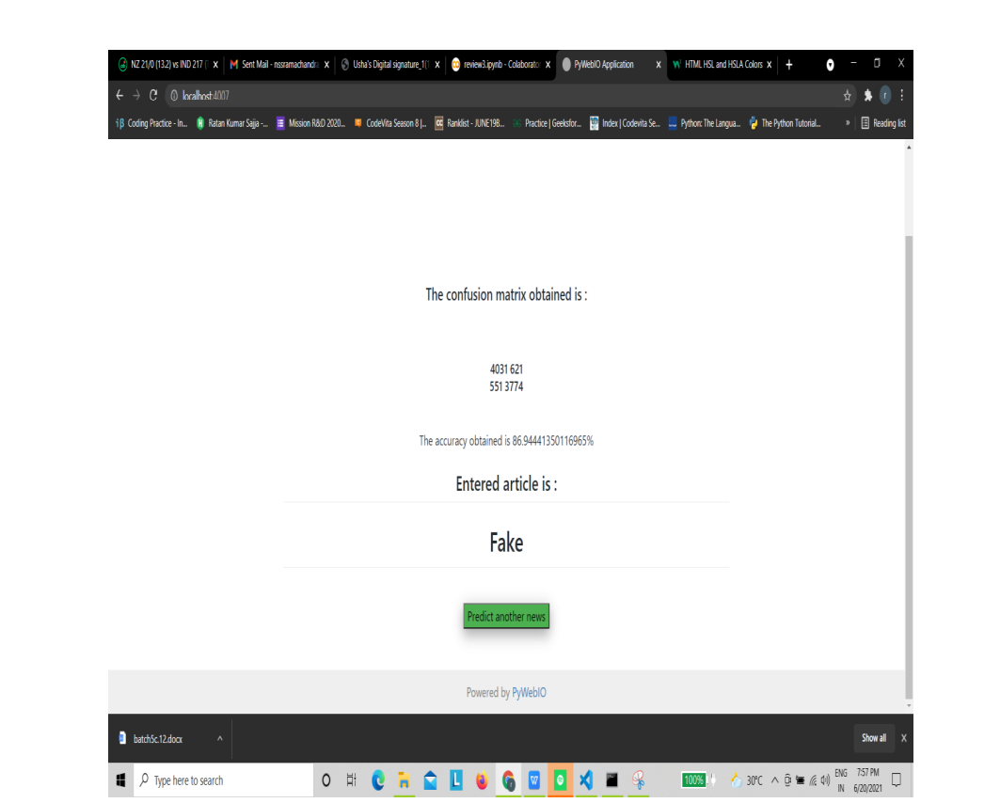 NZ 21/0 (13.2) vs IND 217 ( Sent Mail - nssramachandra Usha's Digital signature_1( review3.ipynb - Colaborator PyWebIO Application HTML HSL and HSLA Colors
localhost:4007
Coding Practice - In... Ratan Kumar Sajja -... Mission R&D 2020... CodeVita Season 8 |... Ranklist - JUNE19B... Practice | Geeksfor... Index | Codevita Se... Python: The Langua... The Python Tutorial... » Reading list
The confusion matrix obtained is :
4031 621
551 3774
The accuracy obtained is 86.94441350116965%
Entered article is :
Fake
Predict another news
Powered by PyWebIO
batch5c.12.docx Show all X
Type here to search 100% 30°C ENG 7:57 PM
IN 6/20/2021